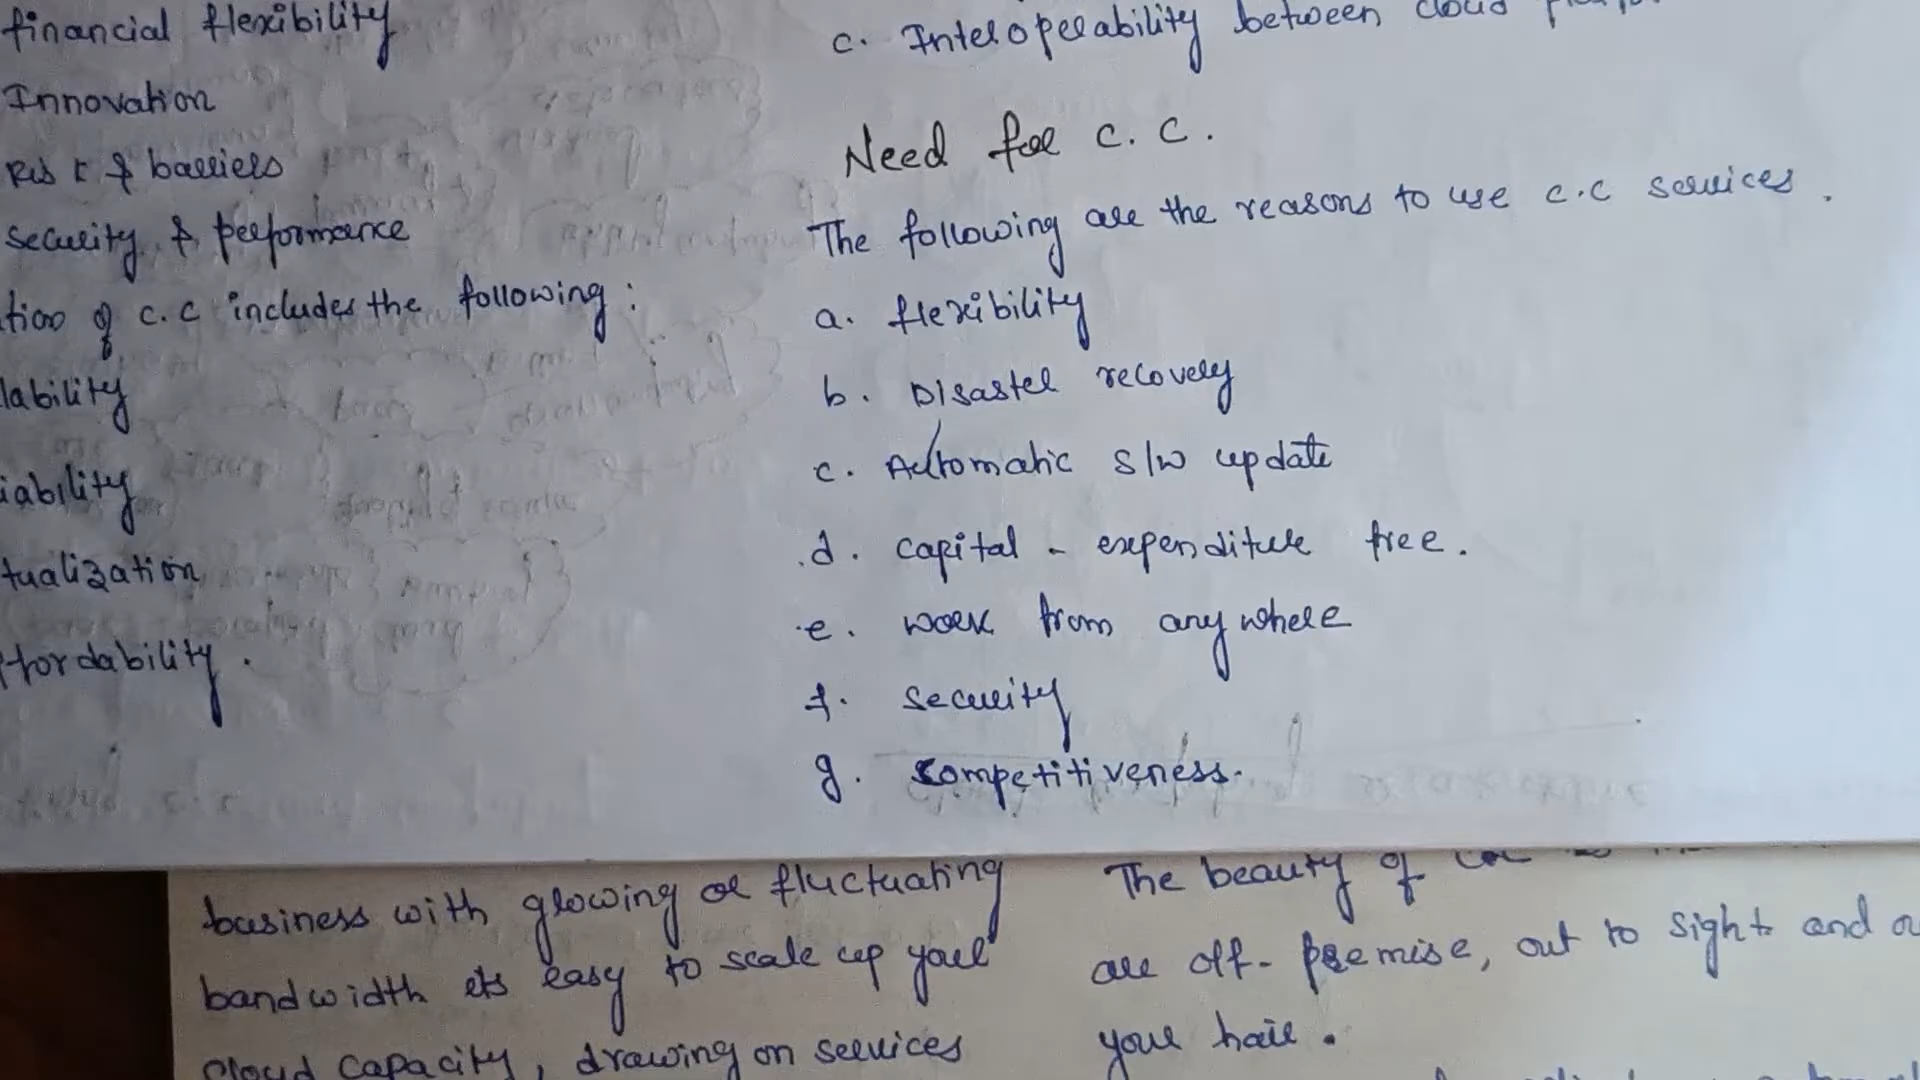 financial flexibility
Innovation
Risk & barriers
security & performance
tion of c.c includes the following:
lability
iability
tualization
fordability.
c. Interoperability between cloud
Need for c.c.
The following are the reasons to use c.c services.
a. flexibility
b. Disaster recovery
c. Automatic s/w update
d. capital - expenditure free.
e. work from anywhere
f. security
g. competitiveness.
business with growing or fluctuating
bandwidth its easy to scale up your
cloud capacity, drawing on services
The beauty of
are off-premise, out to sight and
your hair.